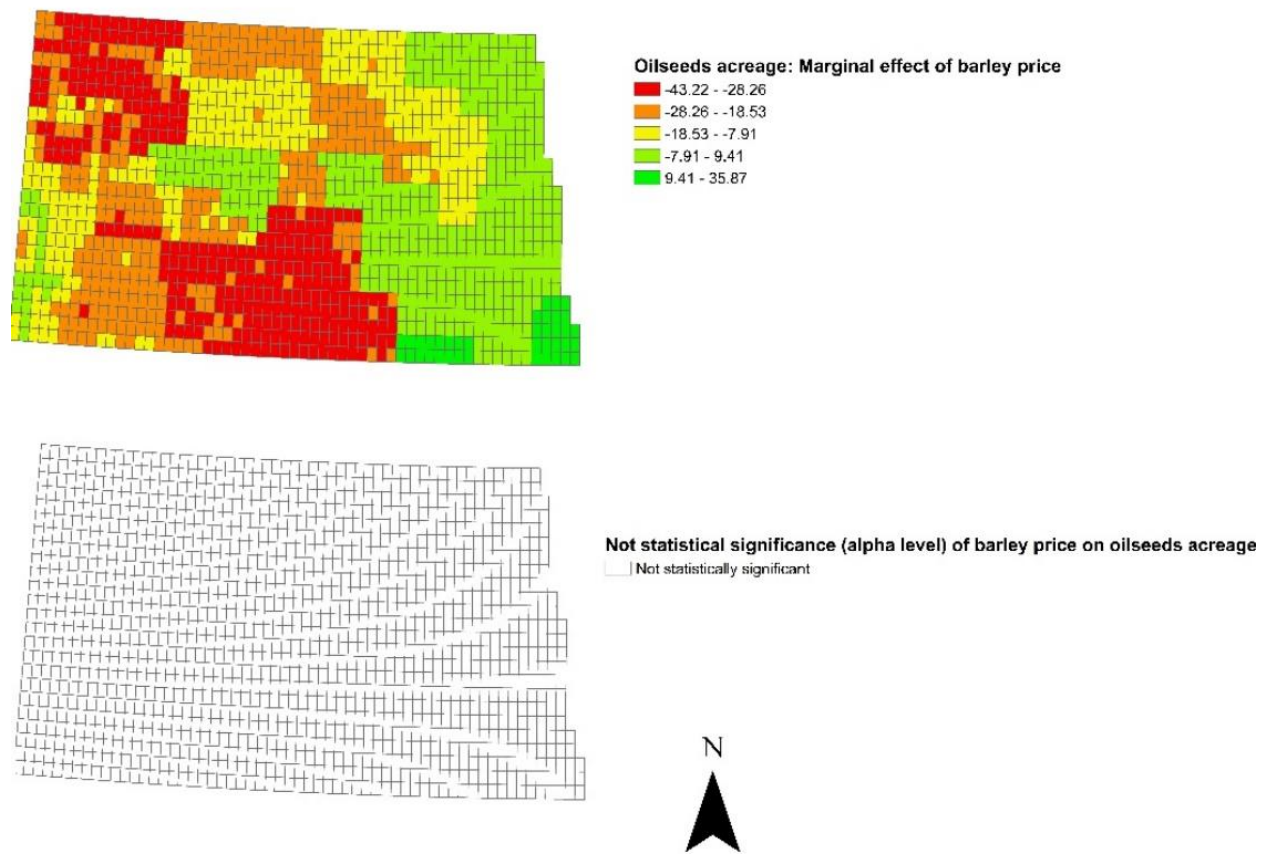 Oilseeds acreage: Marginal effect of barley price
-43.22 - -28.26
-28.26 - -18.53
-18.53 - -7.91
-7.91 - 9.41
9.41 - 35.87
Not statistical significance (alpha level) of barley price on oilseeds acreage
Not statistically significant
N